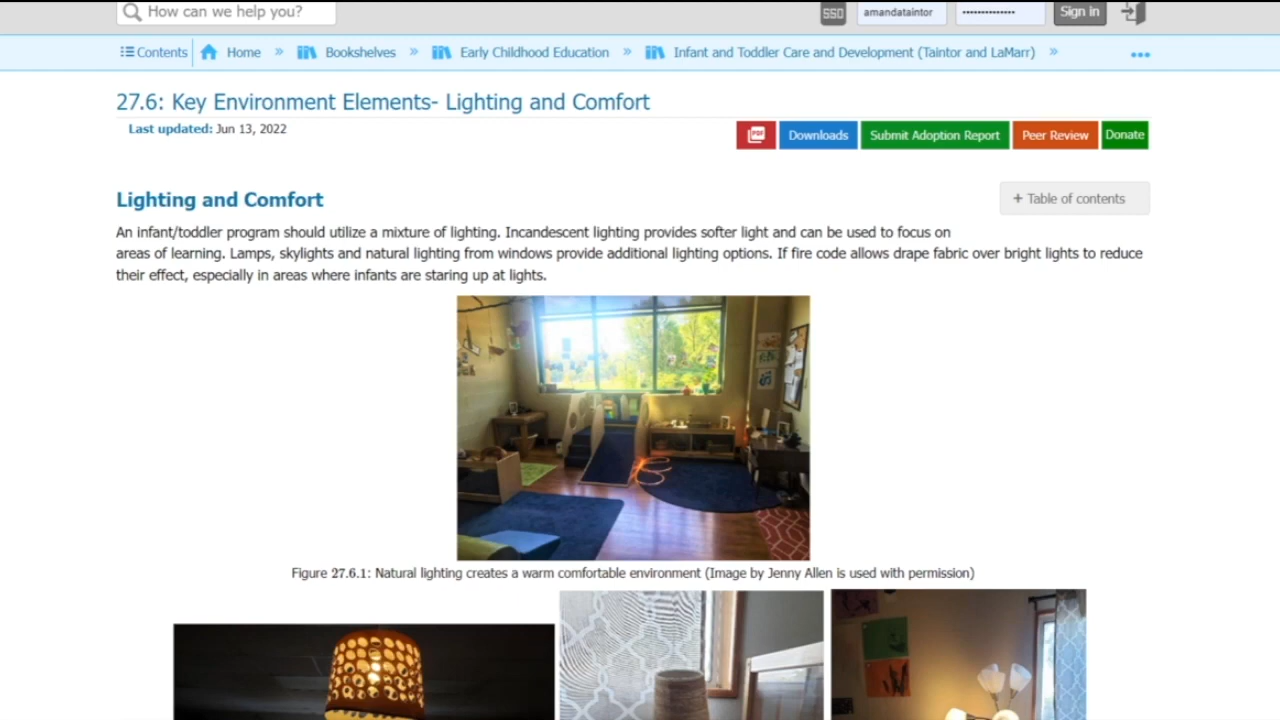 How can we help you?
SSO
amandataintor
••••••••••••••
Sign in
Contents
Home » Bookshelves » Early Childhood Education » Infant and Toddler Care and Development (Taintor and LaMarr) »
27.6: Key Environment Elements- Lighting and Comfort
Last updated: Jun 13, 2022
PDF
Downloads
Submit Adoption Report
Peer Review
Donate
Lighting and Comfort
+ Table of contents
An infant/toddler program should utilize a mixture of lighting. Incandescent lighting provides softer light and can be used to focus on
areas of learning. Lamps, skylights and natural lighting from windows provide additional lighting options. If fire code allows drape fabric over bright lights to reduce
their effect, especially in areas where infants are staring up at lights.
Figure 27.6.1: Natural lighting creates a warm comfortable environment (Image by Jenny Allen is used with permission)